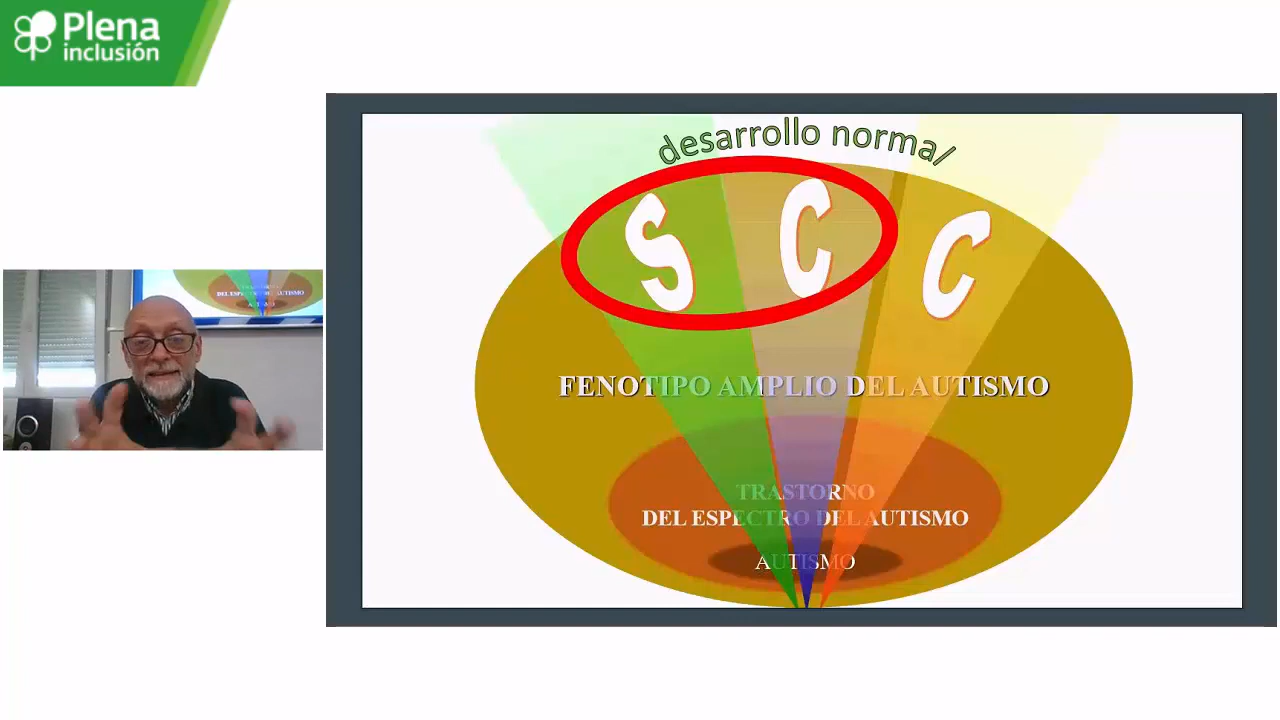 Plena
inclusión
desarrollo normal
S C C
FENOTIPO AMPLIO DEL AUTISMO
TRASTORNO
DEL ESPECTRO DEL AUTISMO
AUTISMO